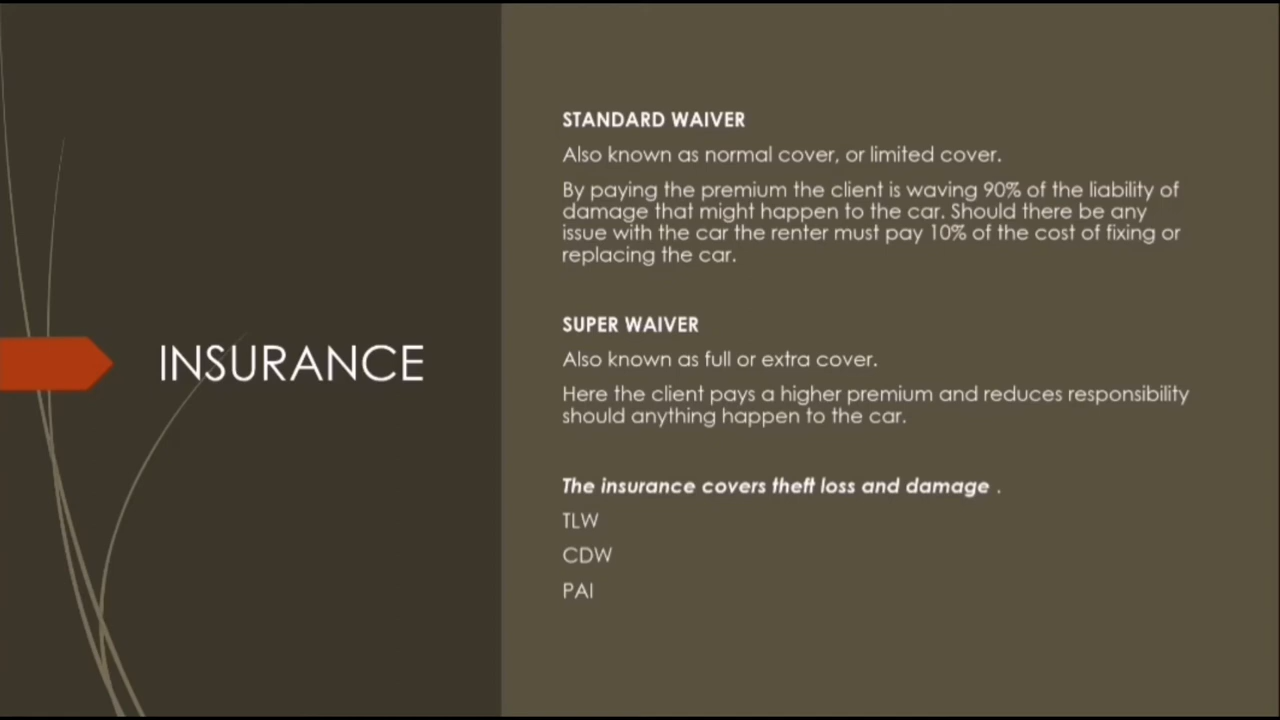 INSURANCE
STANDARD WAIVER
Also known as normal cover, or limited cover.
By paying the premium the client is waving 90% of the liability of
damage that might happen to the car. Should there be any
issue with the car the renter must pay 10% of the cost of fixing or
replacing the car.
SUPER WAIVER
Also known as full or extra cover.
Here the client pays a higher premium and reduces responsibility
should anything happen to the car.
The insurance covers theft loss and damage .
TLW
CDW
PAI